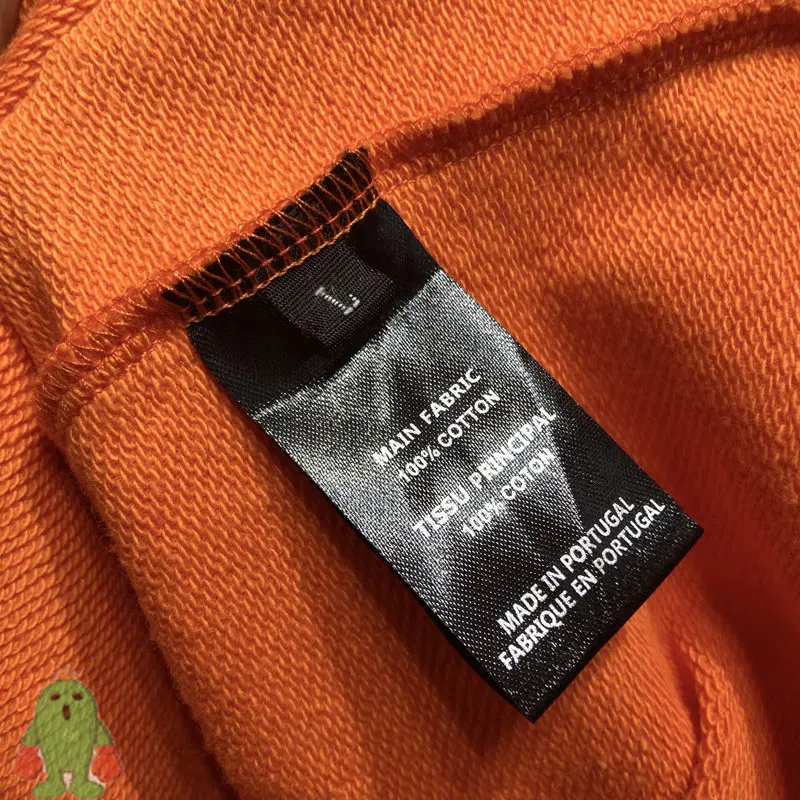 L
MAIN FABRIC
100% COTTON
TISSU PRINCIPAL
100% COTON
MADE IN PORTUGAL
FABRIQUE EN PORTUGAL